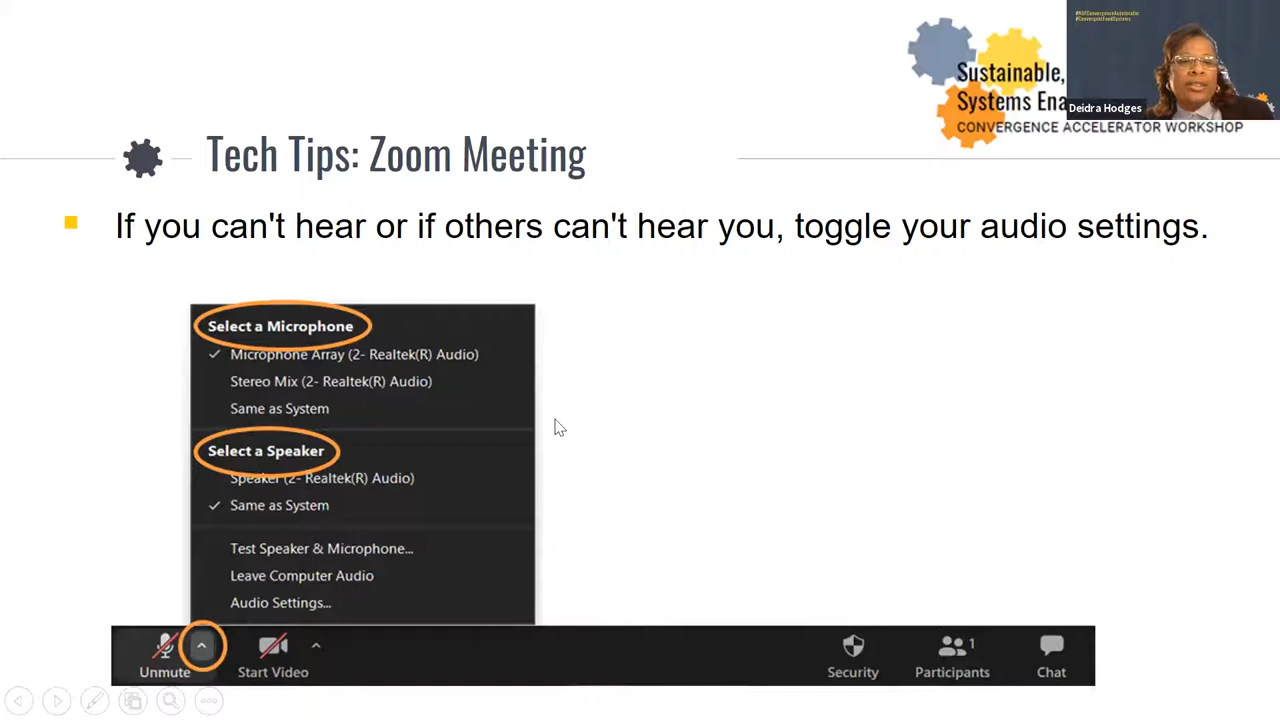 #NSFConvergenceAccelerator
#ConvergentFoodSystems
Sustainable,
Systems Ena
CONVERGENCE ACCELERATOR WORKSHOP
Deidra Hodges
Tech Tips: Zoom Meeting
If you can't hear or if others can't hear you, toggle your audio settings.
Select a Microphone
Microphone Array (2- Realtek(R) Audio)
Stereo Mix (2- Realtek(R) Audio)
Same as System
Select a Speaker
Speaker (2- Realtek(R) Audio)
Same as System
Test Speaker & Microphone...
Leave Computer Audio
Audio Settings...
Unmute
Start Video
Security
Participants 1
Chat